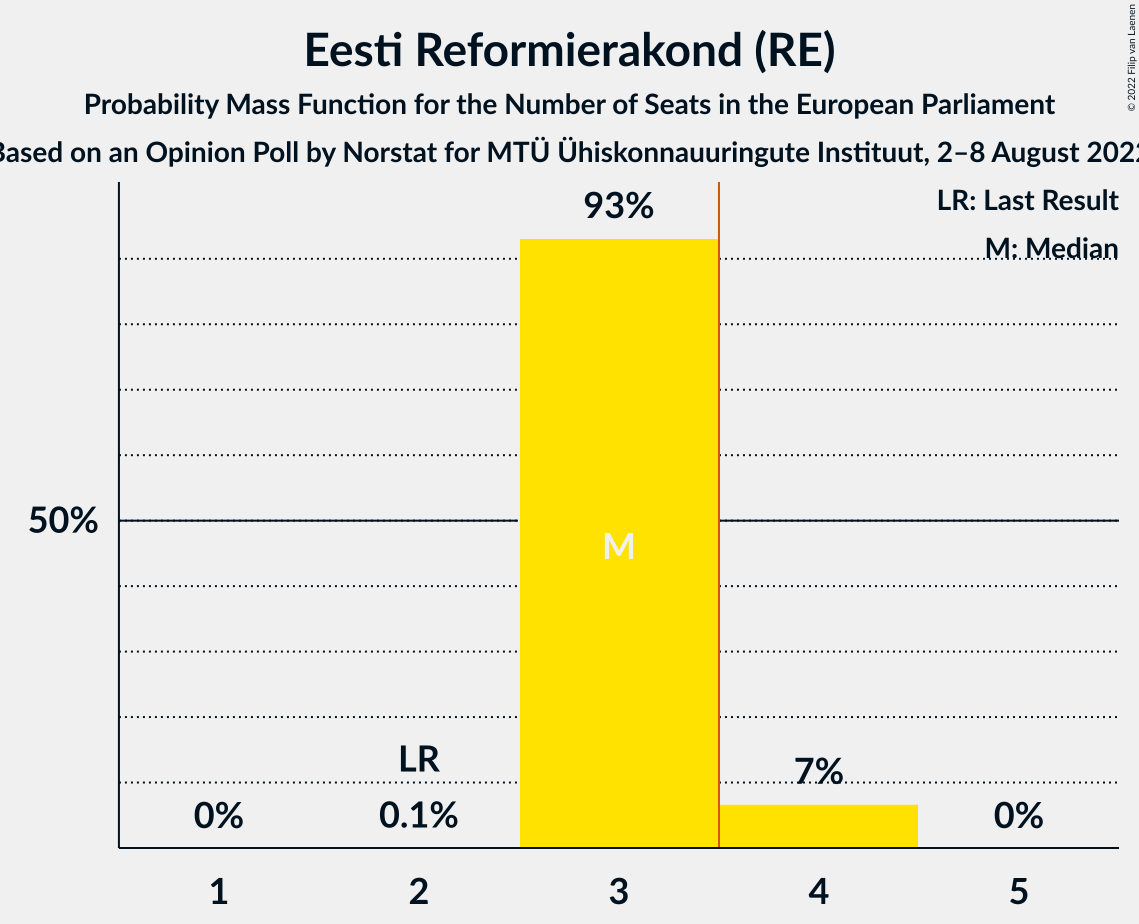 Eesti Reformierakond (RE)
Probability Mass Function for the Number of Seats in the European Parliament
Based on an Opinion Poll by Norstat for MTÜ Ühiskonnauuringute Instituut, 2–8 August 2022
© 2022 Filip van Laenen
LR: Last Result
M: Median
93%
50%
M
LR
7%
0%
0.1%
0%
1
2
3
4
5